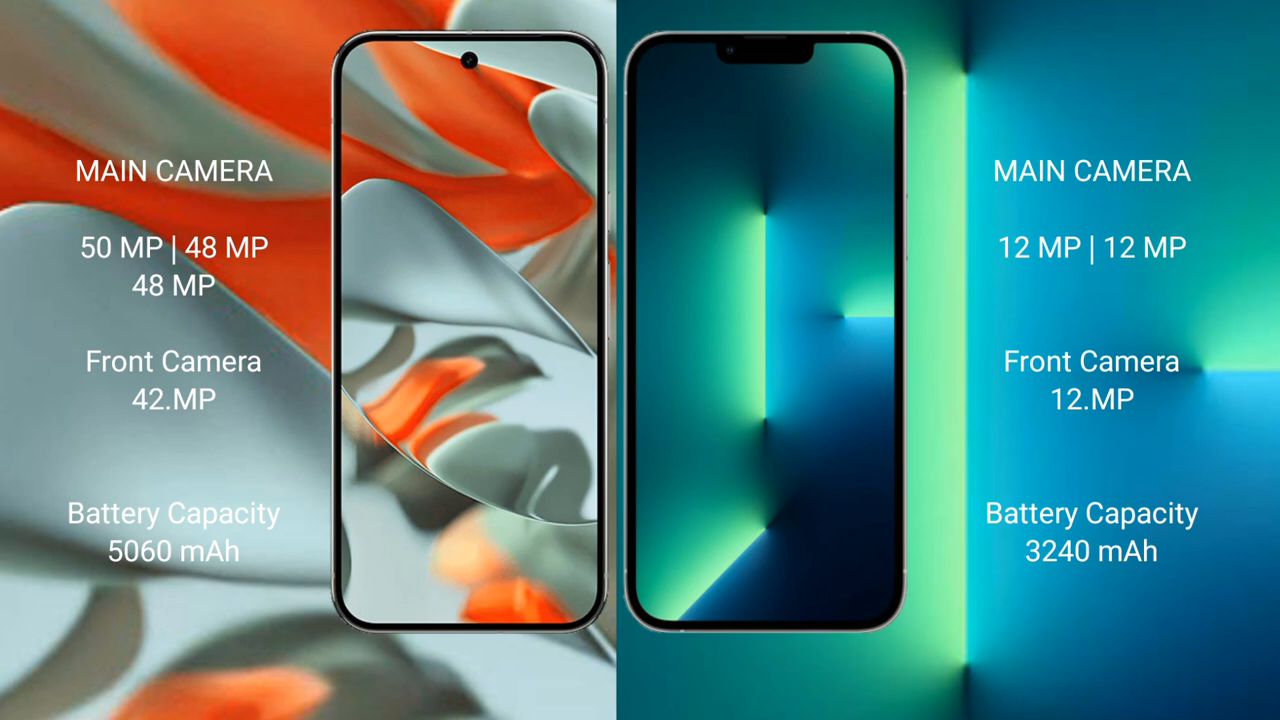 MAIN CAMERA
50 MP | 48 MP
48 MP
Front Camera
42.MP
Battery Capacity
5060 mAh
MAIN CAMERA
12 MP | 12 MP
Front Camera
12.MP
Battery Capacity
3240 mAh